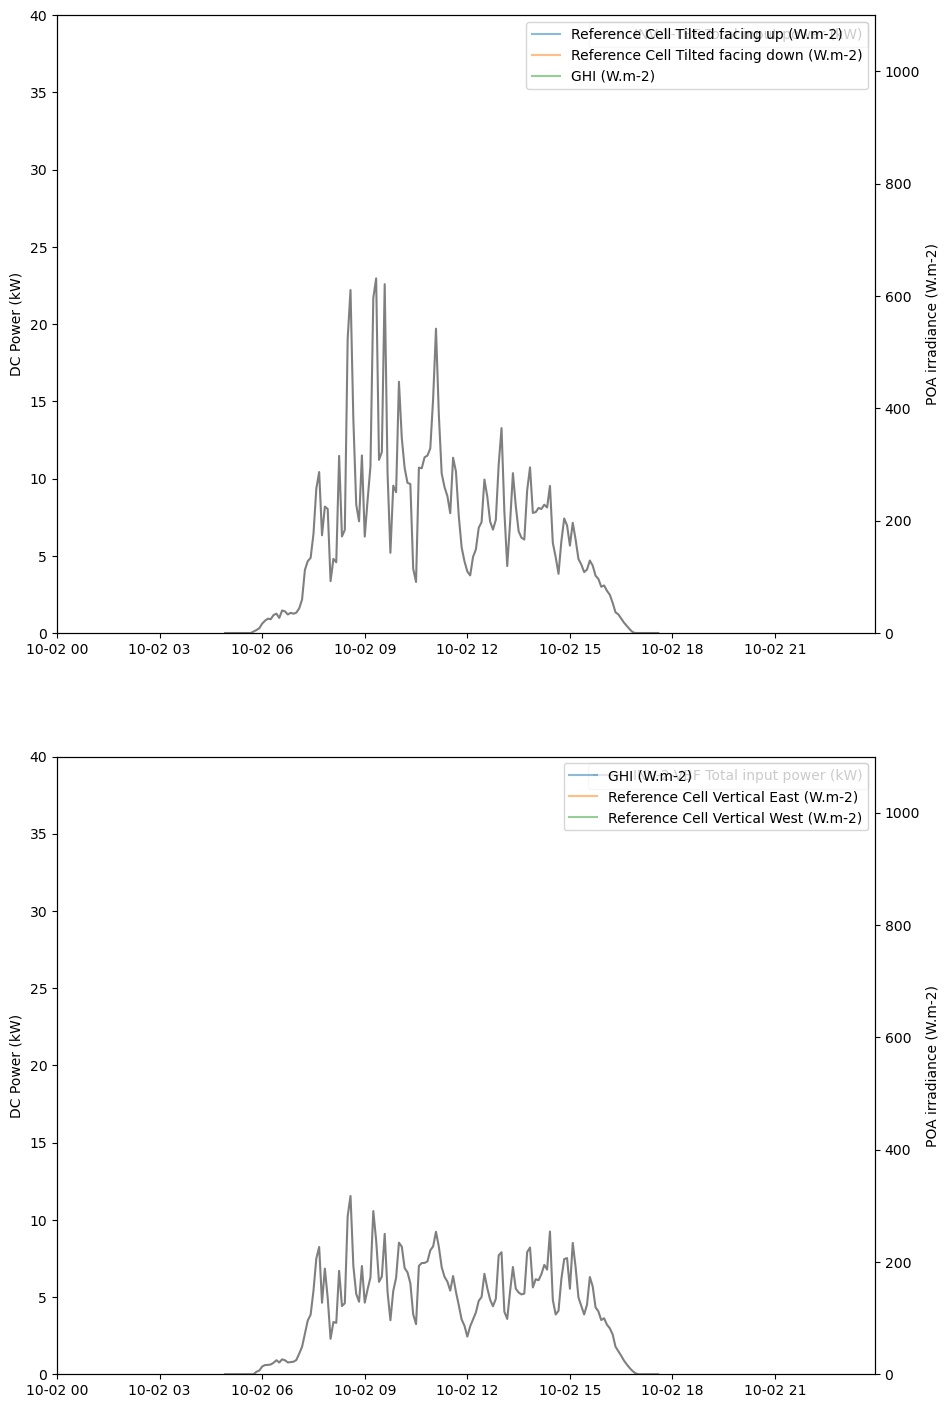 40
35
30
25
20
15
10
5
0
DC Power (kW)
Reference Cell Tilted facing up (W.m-2)
Reference Cell Tilted facing down (W.m-2)
GHI (W.m-2)
1000
800
600
400
200
0
POA irradiance (W.m-2)
10-02 00 10-02 03 10-02 06 10-02 09 10-02 12 10-02 15 10-02 18 10-02 21
40
35
30
25
20
15
10
5
0
DC Power (kW)
GHI (W.m-2) Total input power (kW)
Reference Cell Vertical East (W.m-2)
Reference Cell Vertical West (W.m-2)
1000
800
600
400
200
0
POA irradiance (W.m-2)
10-02 00 10-02 03 10-02 06 10-02 09 10-02 12 10-02 15 10-02 18 10-02 21